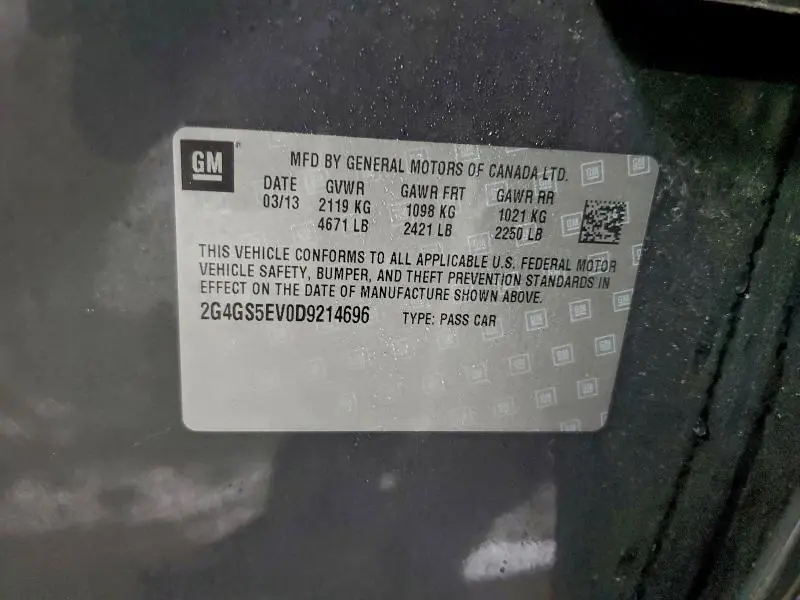 GM
MFD BY GENERAL MOTORS OF CANADA LTD.
DATE GVWR GAWR FRT GAWR RR
03/13 2119 KG 1098 KG 1021 KG
4671 LB 2421 LB 2250 LB
THIS VEHICLE CONFORMS TO ALL APPLICABLE U.S. FEDERAL MOTOR
VEHICLE SAFETY, BUMPER, AND THEFT PREVENTION STANDARDS IN
EFFECT ON THE DATE OF MANUFACTURE SHOWN ABOVE.
2G4GS5EV0D9214696 TYPE: PASS CAR